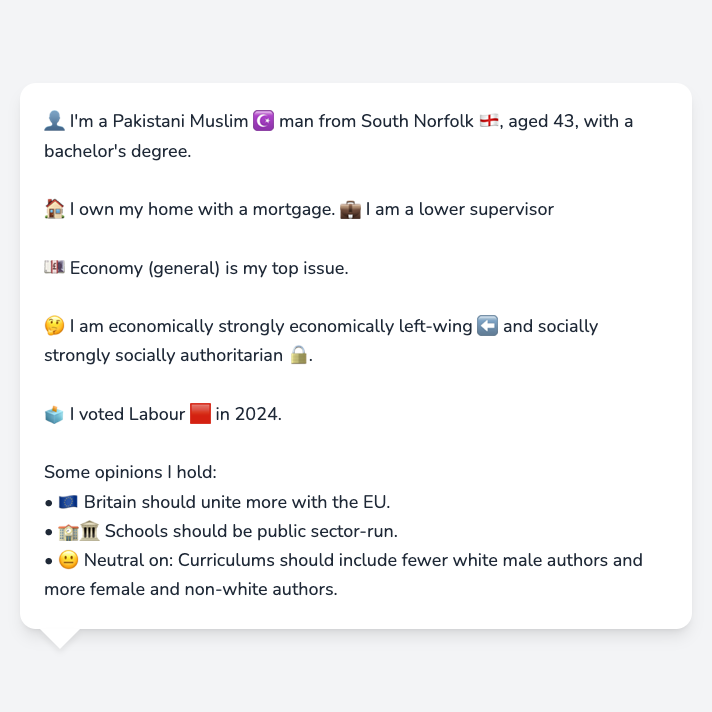 👤 I'm a Pakistani Muslim ☪️ man from South Norfolk 🏴󠁧󠁢󠁥󠁮󠁧󠁿, aged 43, with a
bachelor's degree.
🏠 I own my home with a mortgage. 💼 I am a lower supervisor
💷 Economy (general) is my top issue.
🤔 I am economically strongly economically left-wing ⬅️ and socially
strongly socially authoritarian 🔒.
🗳️ I voted Labour 🟥 in 2024.
Some opinions I hold:
• 🇪🇺 Britain should unite more with the EU.
• 🏫🏛️ Schools should be public sector-run.
• 😐 Neutral on: Curriculums should include fewer white male authors and
more female and non-white authors.